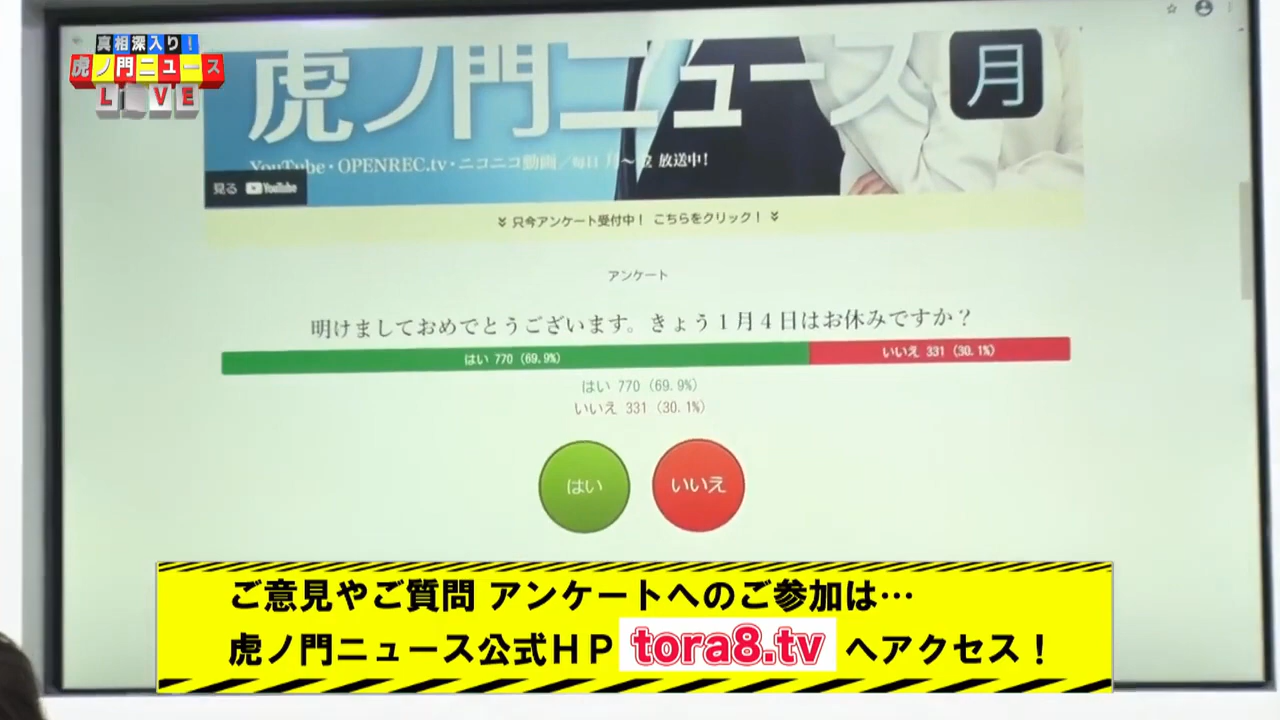 真相深入り！
虎ノ門ニュース
LIVE
虎ノ門ニュース 月
YouTube・OPENREC.tv・ニコニコ動画／毎日 月～金 放送中!
見る YouTube
只今アンケート受付中！ こちらをクリック！
アンケート
明けましておめでとうございます。きょう１月４日はお休みですか？
はい 770 (69.9%) いいえ 331 (30.1%)
はい 770 (69.9%)
いいえ 331 (30.1%)
はい いいえ
ご意見やご質問 アンケートへのご参加は…
虎ノ門ニュース公式ＨＰ tora8.tv へアクセス！